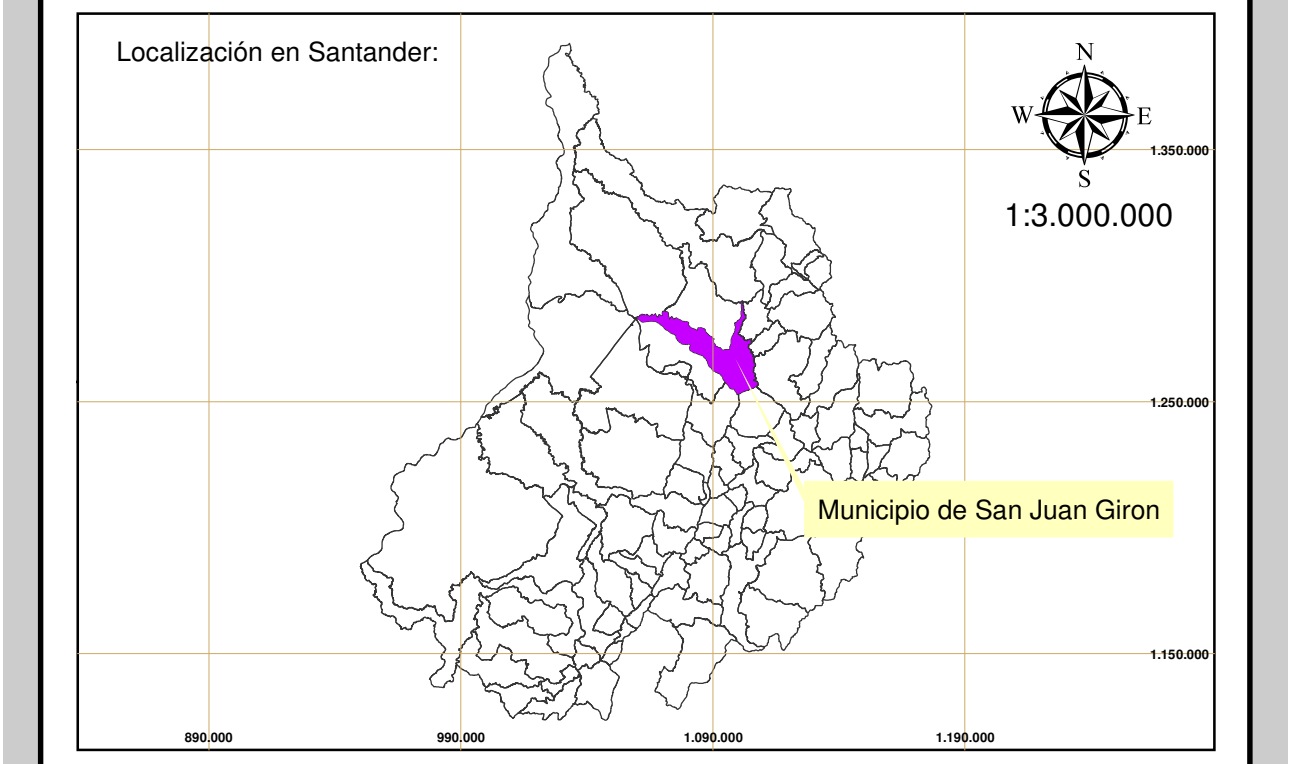 Localización en Santander:
N
W E
S
1:3.000.000
1.350.000
1.250.000
Municipio de San Juan Giron
1.150.000
890.000 990.000 1.090.000 1.190.000